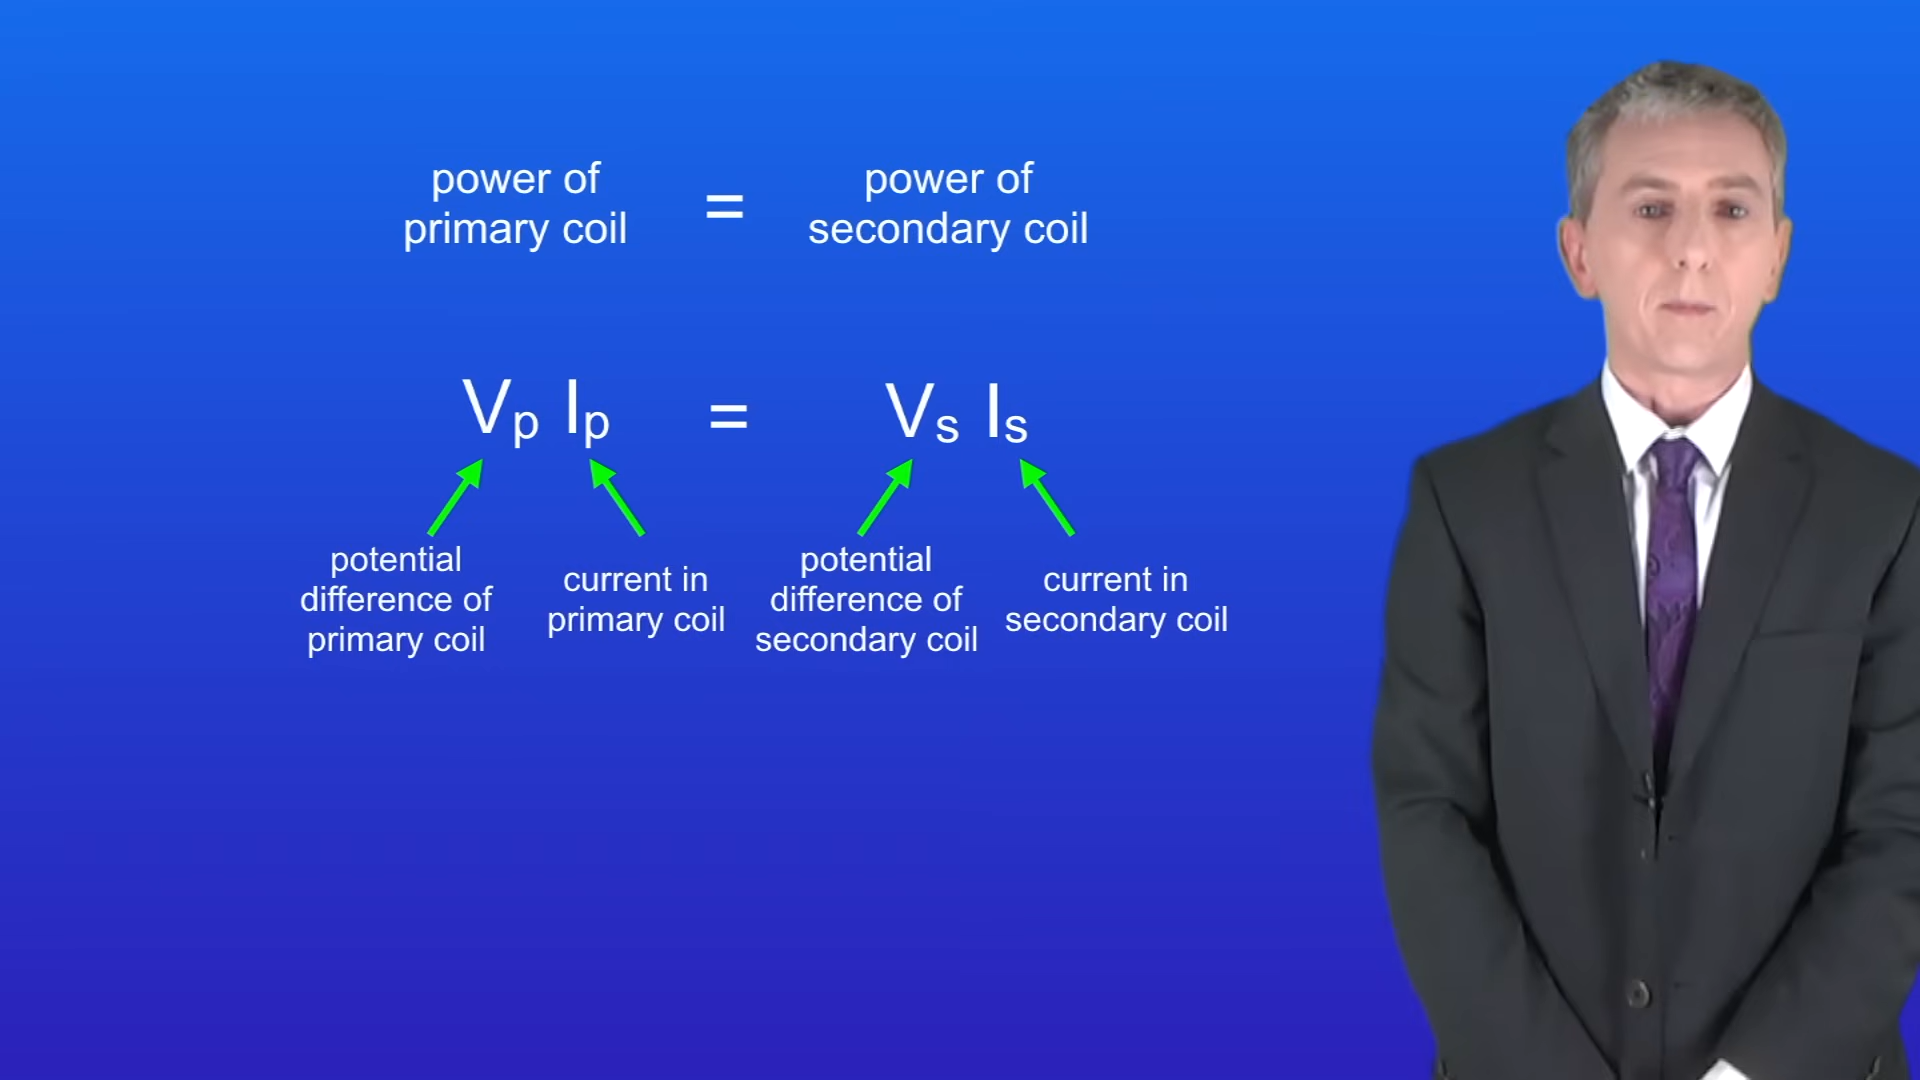 power of
primary coil
=
power of
secondary coil
Vp Ip = Vs Is
potential
difference of
primary coil
current in
primary coil
potential
difference of
secondary coil
current in
secondary coil